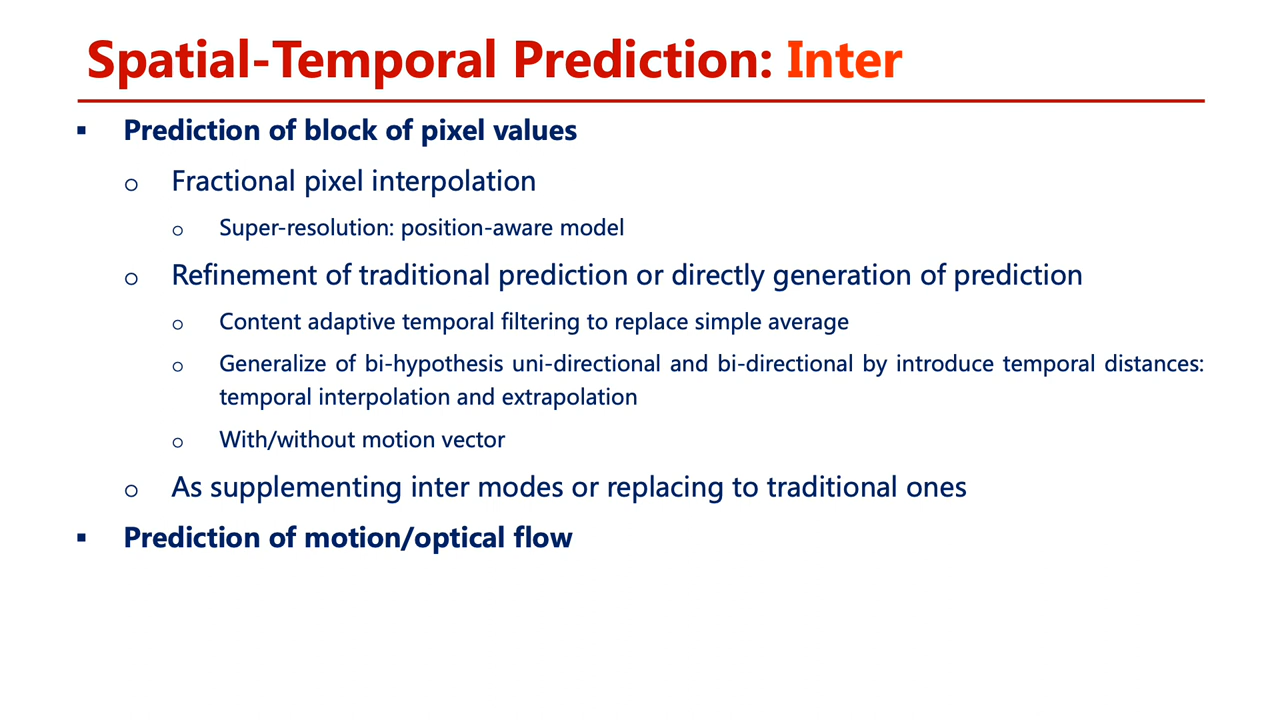 Spatial-Temporal Prediction: Inter
▪ Prediction of block of pixel values
o Fractional pixel interpolation
o Super-resolution: position-aware model
o Refinement of traditional prediction or directly generation of prediction
o Content adaptive temporal filtering to replace simple average
o Generalize of bi-hypothesis uni-directional and bi-directional by introduce temporal distances:
temporal interpolation and extrapolation
o With/without motion vector
o As supplementing inter modes or replacing to traditional ones
▪ Prediction of motion/optical flow